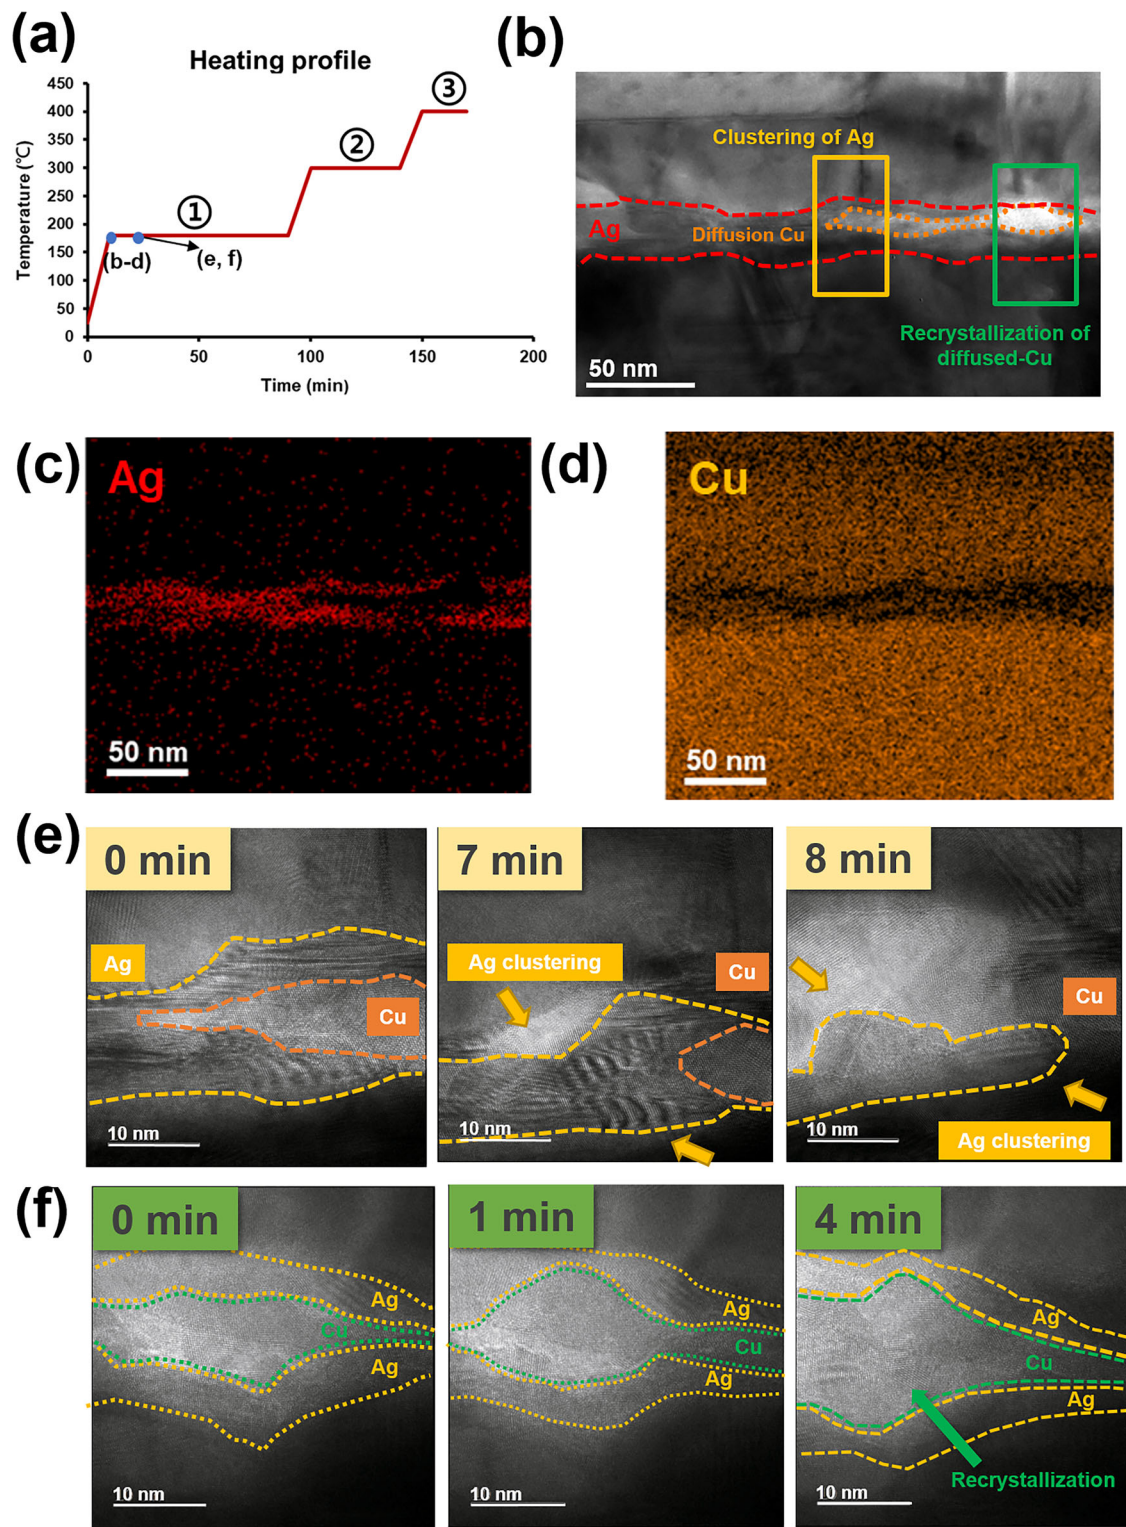 (a)
Heating profile
Temperature (℃)
450
400
350
300
250
200
150
100
50
0
①
②
③
(b-d)
(e, f)
0
50
100
150
200
Time (min)
(b)
Clustering of Ag
Ag
Diffusion Cu
Recrystallization of
diffused-Cu
50 nm
(c)
Ag
50 nm
(d)
Cu
50 nm
(e)
0 min
Ag
Cu
10 nm
7 min
Ag clustering
Cu
10 nm
8 min
Cu
10 nm
Ag clustering
(f)
0 min
Ag
Cu
Ag
10 nm
1 min
Ag
Cu
Ag
10 nm
4 min
Ag
Cu
Ag
Recrystallization
10 nm